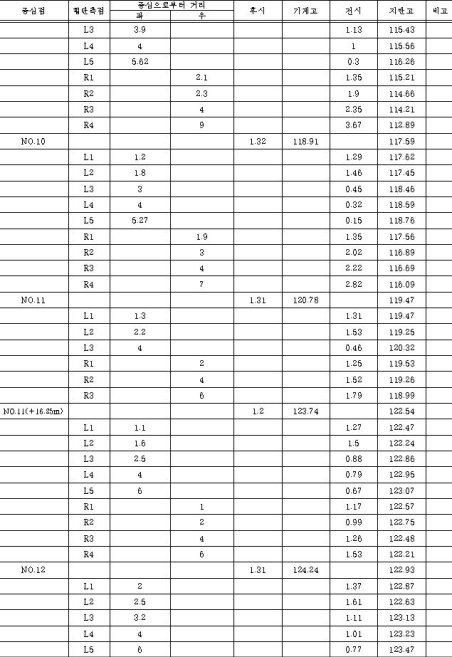 중심점 횡단측점 중심으로부터 거리 후시 기계고 전시 지반고 비고
좌 우
L3 3.9 1.13 115.43
L4 4 1 115.56
L5 5.62 0.3 116.26
R1 2.1 1.35 115.21
R2 2.3 1.9 114.66
R3 4 2.35 114.21
R4 9 3.67 112.89
NO.10 1.32 118.91 117.59
L1 1.2 1.29 117.62
L2 1.8 1.46 117.45
L3 3 0.45 118.46
L4 4 0.32 118.59
L5 5.27 0.15 118.76
R1 1.9 1.35 117.56
R2 3 2.02 116.89
R3 4 2.22 116.69
R4 7 2.82 116.09
NO.11 1.31 120.78 119.47
L1 1.3 1.31 119.47
L2 2.2 1.53 119.25
L3 4 0.46 120.32
R1 2 1.25 119.53
R2 4 1.52 119.26
R3 6 1.79 118.99
NO.11(+16.25m) 1.2 123.74 122.54
L1 1.1 1.27 122.47
L2 1.6 1.5 122.24
L3 2.5 0.88 122.86
L4 4 0.79 122.95
L5 6 0.67 123.07
R1 1 1.17 122.57
R2 2 0.99 122.75
R3 4 1.26 122.48
R4 6 1.53 122.21
NO.12 1.31 124.24 122.93
L1 2 1.37 122.87
L2 2.5 1.61 122.63
L3 3.2 1.11 123.13
L4 4 1.01 123.23
L5 6 0.77 123.47